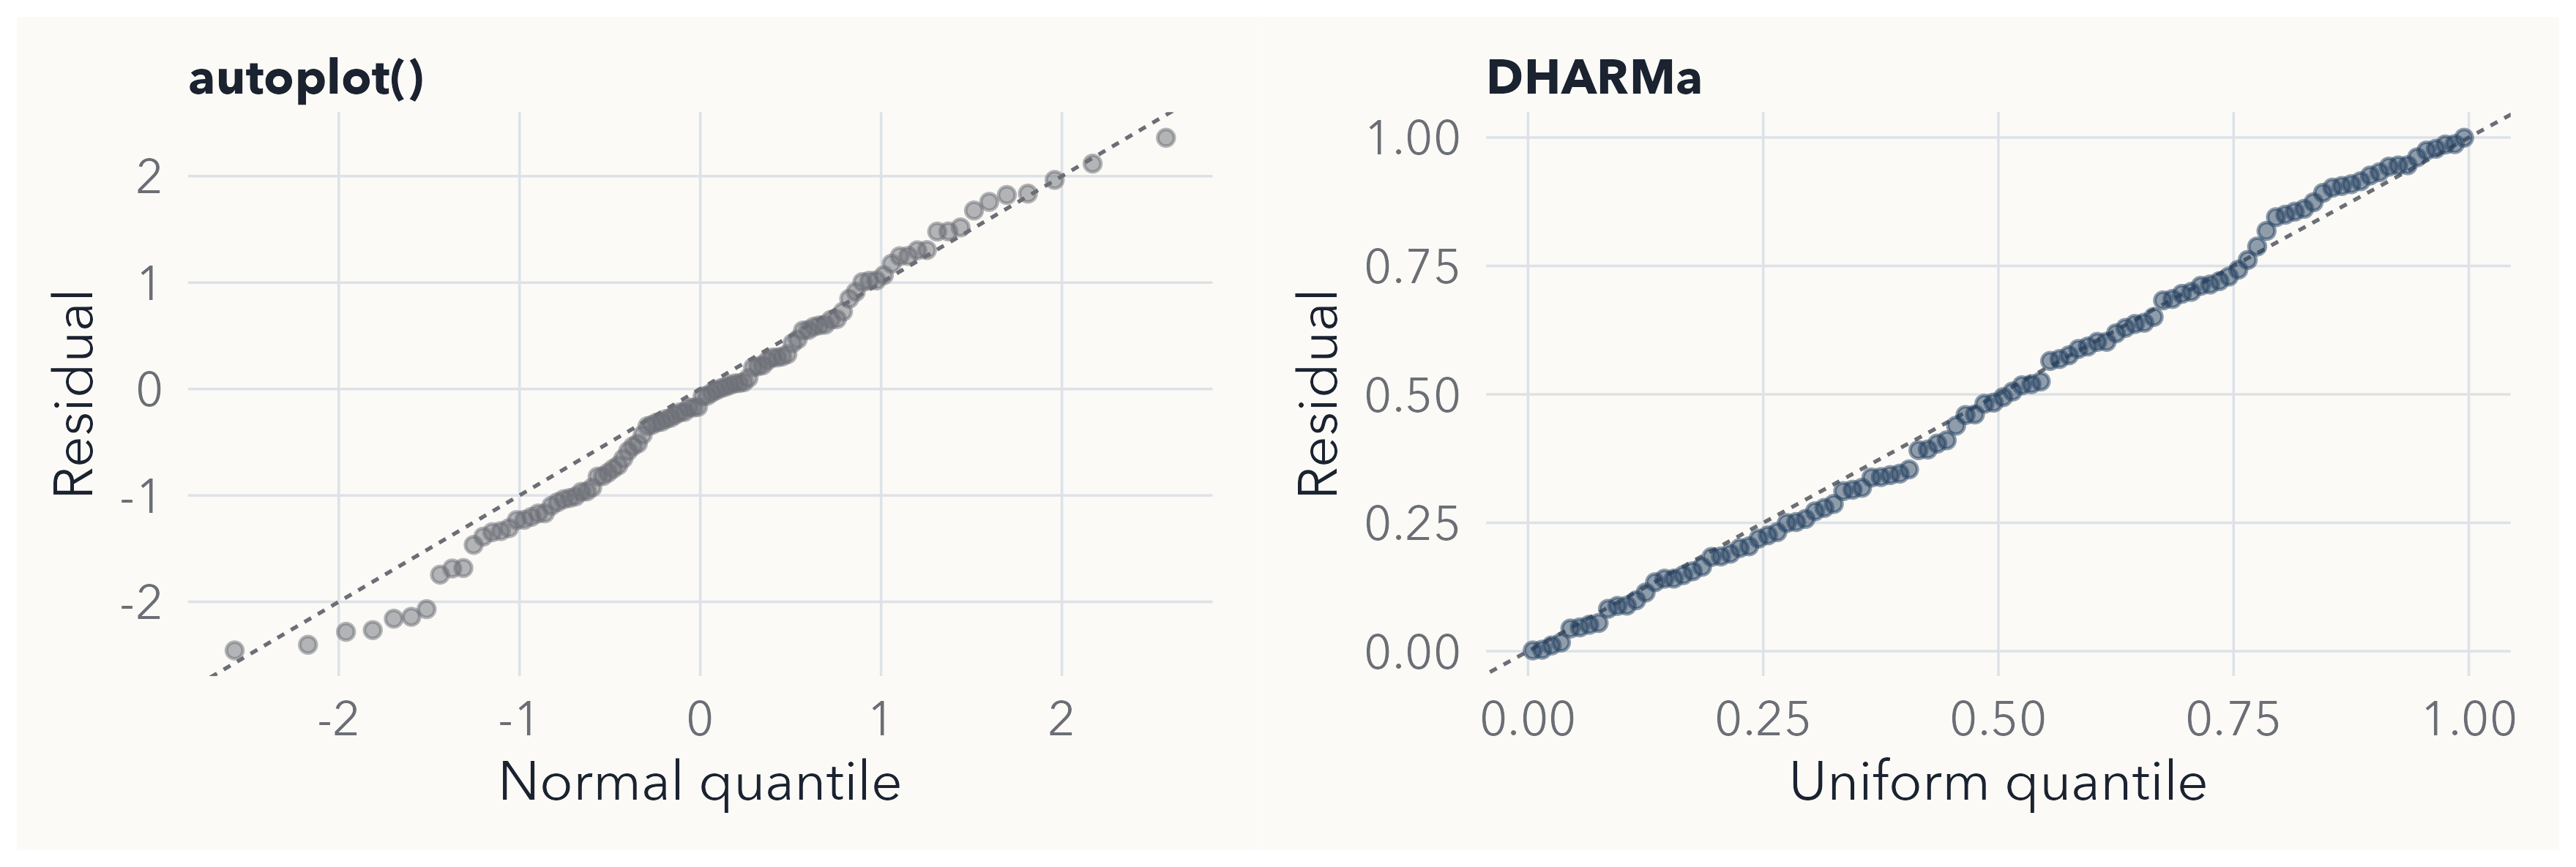 autoplot()
Residual
2
1
0
-1
-2
-2 -1 0 1 2
Normal quantile
DHARMa
Residual
1.00
0.75
0.50
0.25
0.00
0.00 0.25 0.50 0.75 1.00
Uniform quantile